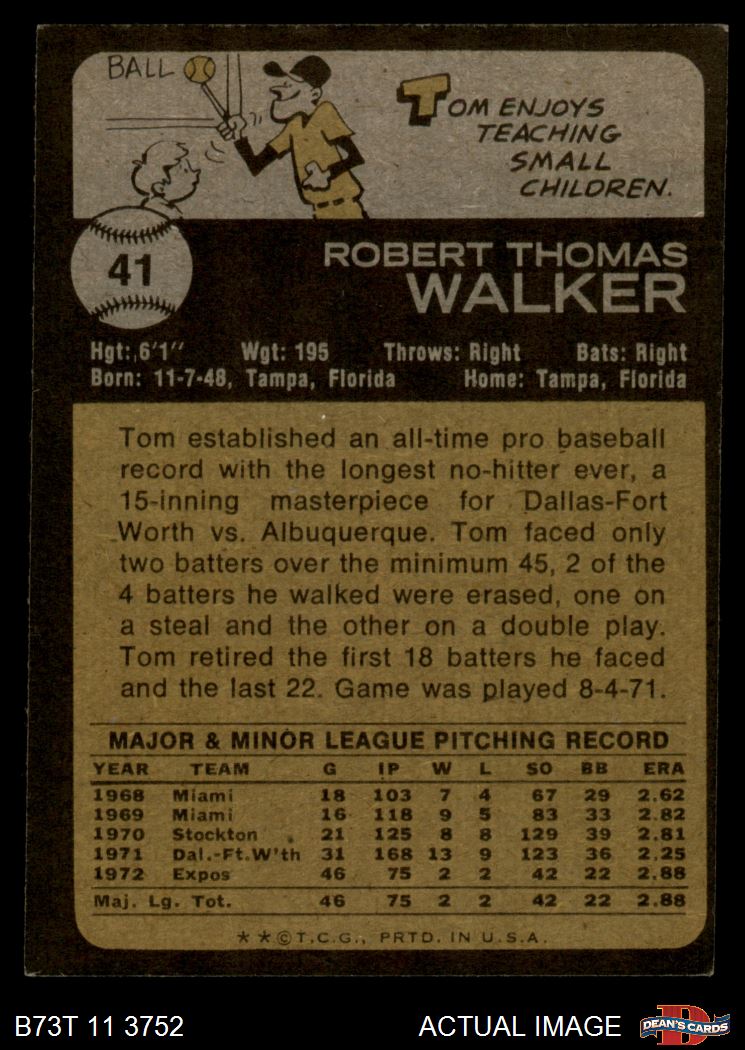 BALL
TOM ENJOYS
TEACHING
SMALL
CHILDREN.
41
ROBERT THOMAS
WALKER
Hgt: 6'1" Wgt: 195 Throws: Right Bats: Right
Born: 11-7-48, Tampa, Florida Home: Tampa, Florida
Tom established an all-time pro baseball
record with the longest no-hitter ever, a
15-inning masterpiece for Dallas-Fort
Worth vs. Albuquerque. Tom faced only
two batters over the minimum 45, 2 of the
4 batters he walked were erased, one on
a steal and the other on a double play.
Tom retired the first 18 batters he faced
and the last 22. Game was played 8-4-71.
MAJOR & MINOR LEAGUE PITCHING RECORD
YEAR TEAM G IP W L SO BB ERA
1968 Miami 18 103 7 4 67 29 2.62
1969 Miami 16 118 9 5 83 33 2.82
1970 Stockton 21 125 8 8 129 39 2.81
1971 Dal.-Ft.W'th 31 168 13 9 123 36 2.25
1972 Expos 46 75 2 2 42 22 2.88
Maj. Lg. Tot. 46 75 2 2 42 22 2.88
**©T.C.G., PRTD. IN U.S.A.
B73T 11 3752 ACTUAL IMAGE DEAN'S CARDS